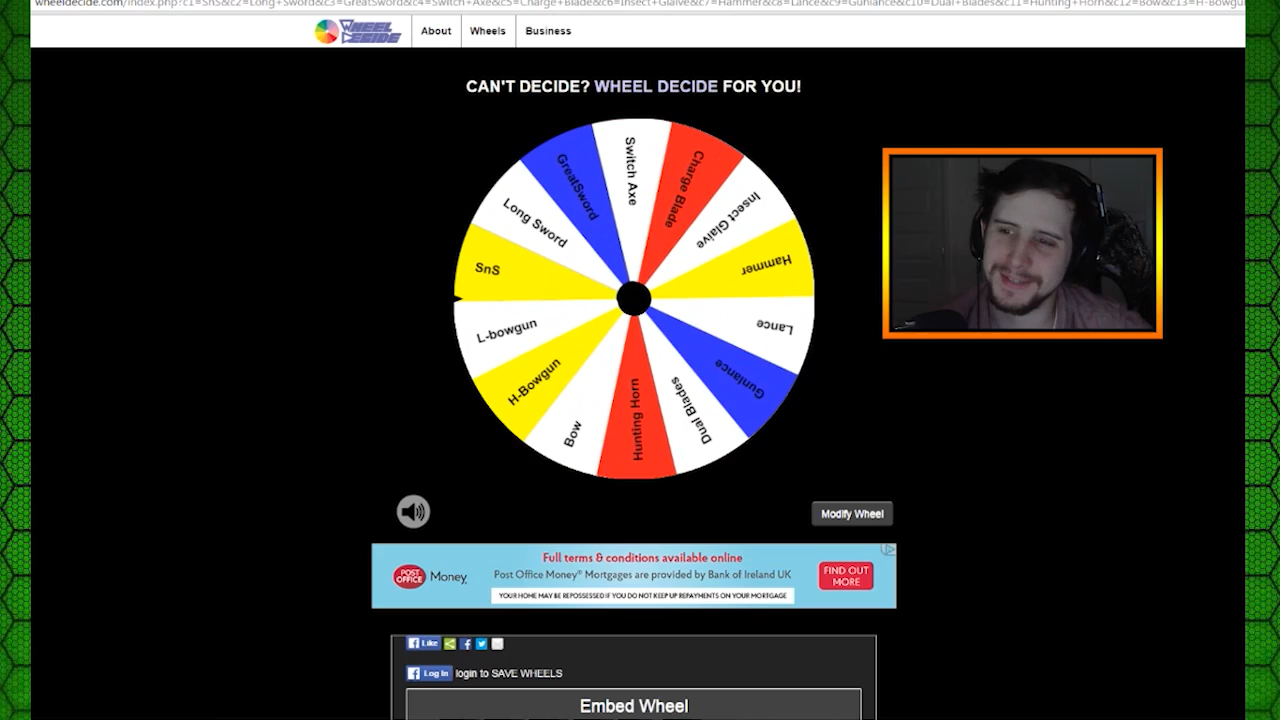 wheeldecide.com/index.php?c1=SnS&c2=Long+Sword&c3=GreatSword&c4=Switch+Axe&c5=Charge+Blade&c6=Insect+Glaive&c7=Hammer&c8=Lance&c9=Gunlance&c10=Dual+Blades&c11=Hunting+Horn&c12=Bow&c13=H-Bowgu
WHEEL DECIDE
About
Wheels
Business
CAN'T DECIDE? WHEEL DECIDE FOR YOU!
Switch Axe
Charge Blade
Insect Glaive
Hammer
Lance
Gunlance
Dual Blades
Hunting Horn
Bow
H-Bowgun
L-bowgun
SnS
Long Sword
GreatSword
Modify Wheel
Full terms & conditions available online
POST OFFICE Money
Post Office Money® Mortgages are provided by Bank of Ireland UK
YOUR HOME MAY BE REPOSSESSED IF YOU DO NOT KEEP UP REPAYMENTS ON YOUR MORTGAGE
FIND OUT
MORE
Like
Log In login to SAVE WHEELS
Embed Wheel